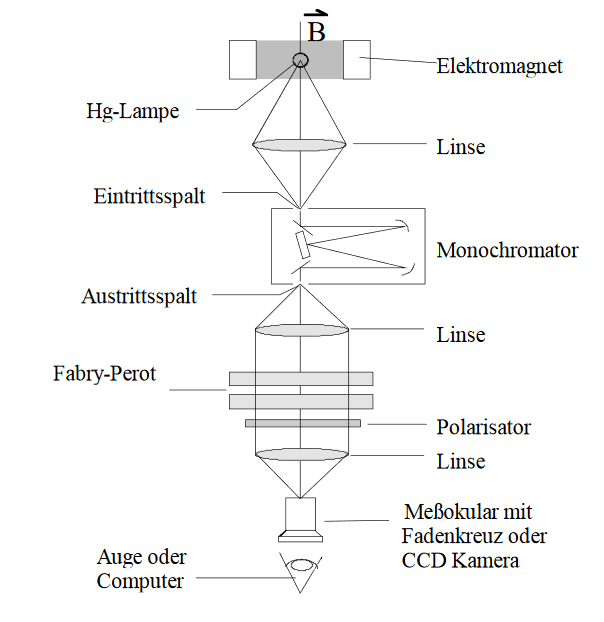 B
Elektromagnet
Hg-Lampe
Linse
Eintrittsspalt
Monochromator
Austrittsspalt
Linse
Fabry-Perot
Polarisator
Linse
Meßokular mit
Fadenkreuz oder
CCD Kamera
Auge oder
Computer